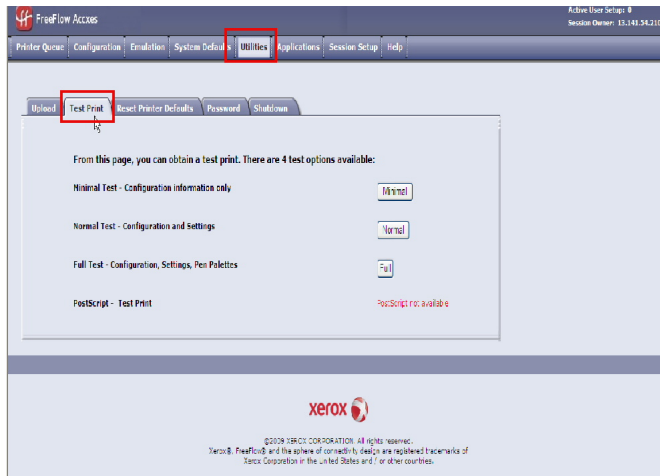 FreeFlow Accxes
Active User Setup: 0
Session Owner: 13.141.54.210
Printer Queue Configuration Emulation System Defaults Utilities Applications Session Setup Help
Upload Test Print Reset Printer Defaults Password Shutdown
From this page, you can obtain a test print. There are 4 test options available:
Minimal Test - Configuration information only
Minimal
Normal Test - Configuration and Settings
Normal
Full Test - Configuration, Settings, Pen Palettes
Full
PostScript - Test Print
PostScript not available
xerox
©2009 XEROX CORPORATION. All rights reserved.
Xerox®, FreeFlow® and the sphere of connectivity design are registered trademarks of
Xerox Corporation in the United States and / or other countries.